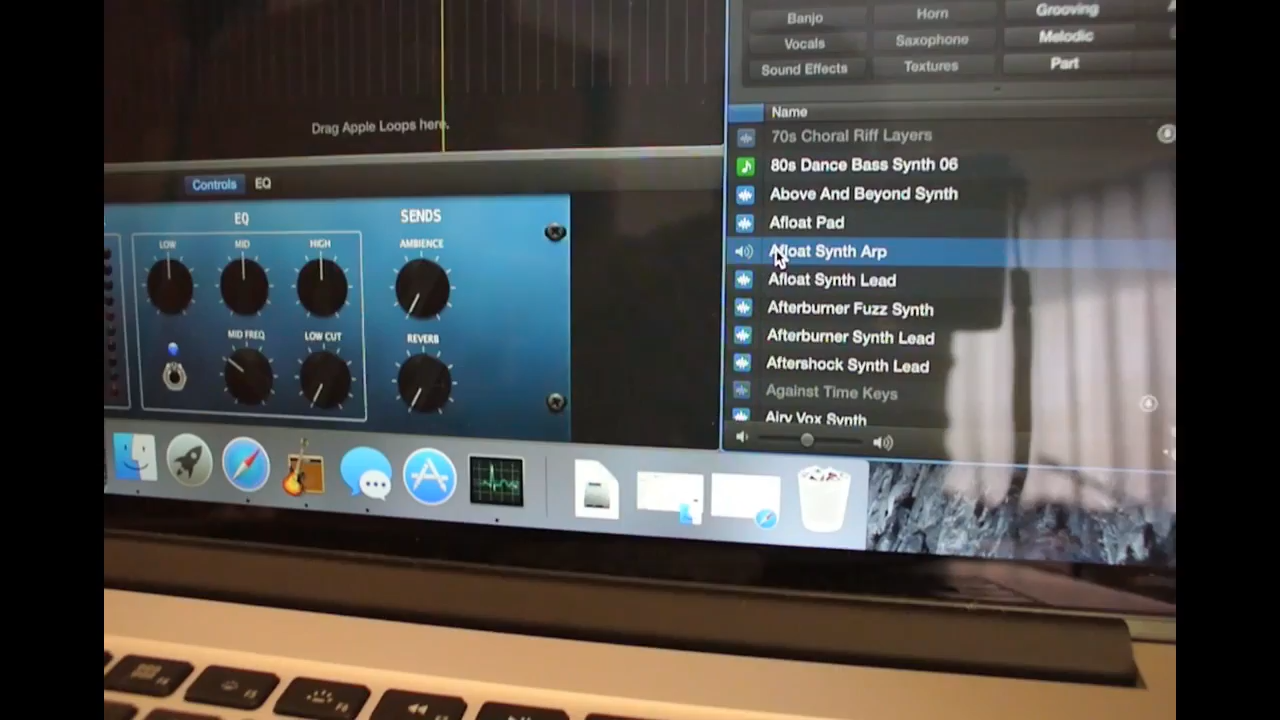 Banjo Horn Grooving
Vocals Saxophone Melodic
Sound Effects Textures Part
Name
70s Choral Riff Layers
80s Dance Bass Synth 06
Above And Beyond Synth
Afloat Pad
Afloat Synth Arp
Afloat Synth Lead
Afterburner Fuzz Synth
Afterburner Synth Lead
Aftershock Synth Lead
Against Time Keys
Airy Vox Synth
Drag Apple Loops here.
Controls EQ
EQ SENDS
LOW MID HIGH AMBIENCE
MID FREQ LOW CUT REVERB
F4 F5 F6